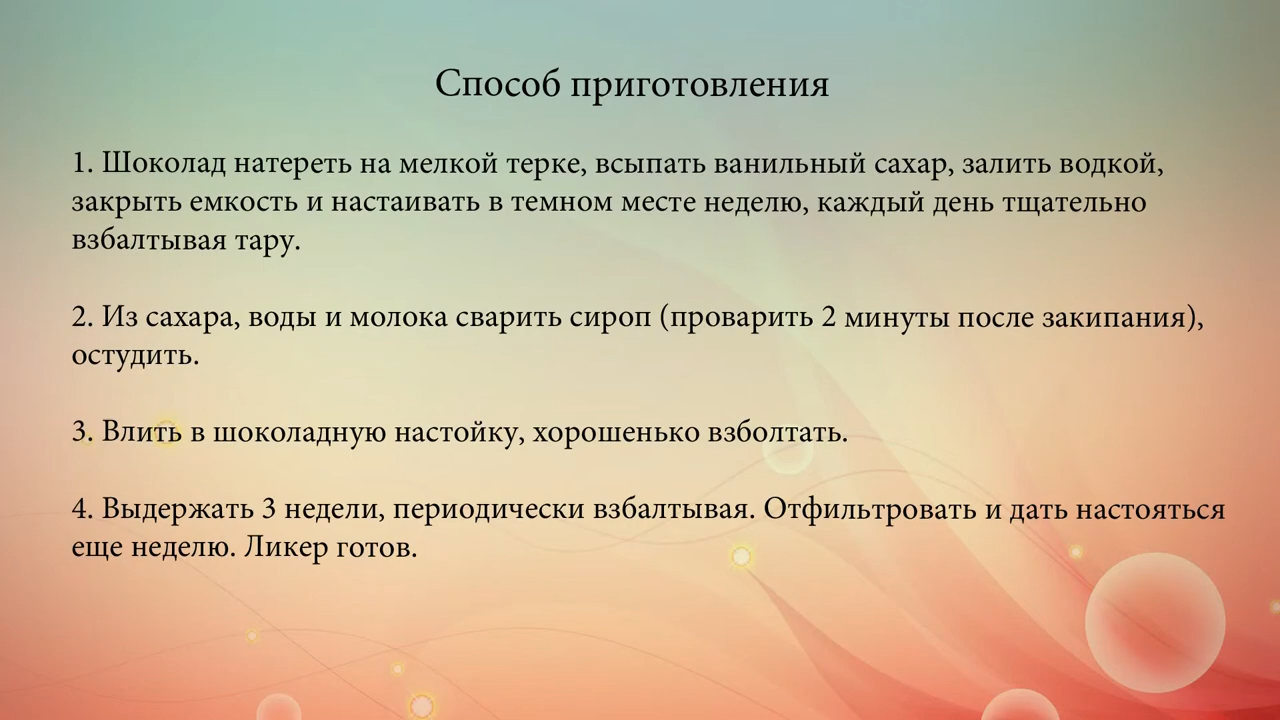 Способ приготовления
1. Шоколад натереть на мелкой терке, всыпать ванильный сахар, залить водкой,
закрыть емкость и настаивать в темном месте неделю, каждый день тщательно
взбалтывая тару.
2. Из сахара, воды и молока сварить сироп (проварить 2 минуты после закипания),
остудить.
3. Влить в шоколадную настойку, хорошенько взболтать.
4. Выдержать 3 недели, периодически взбалтывая. Отфильтровать и дать настояться
еще неделю. Ликер готов.